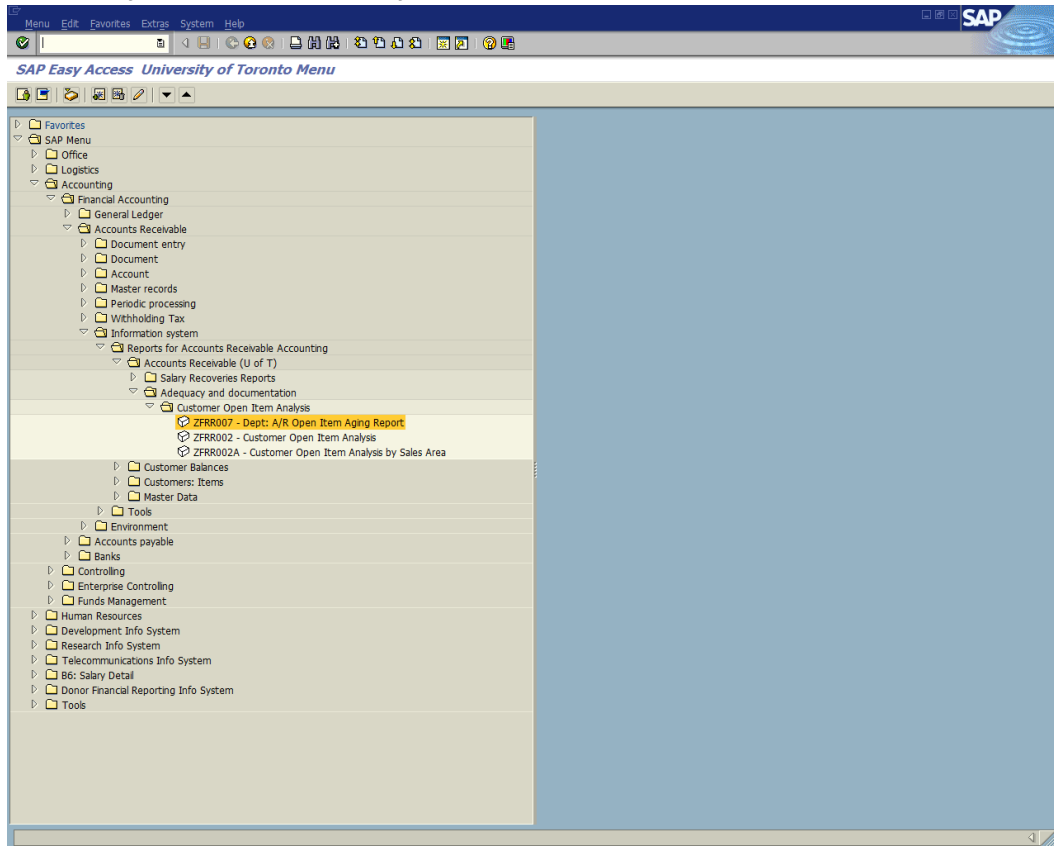 Menu Edit Favorites Extras System Help
SAP
SAP Easy Access University of Toronto Menu
Favorites
SAP Menu
Office
Logistics
Accounting
Financial Accounting
General Ledger
Accounts Receivable
Document entry
Document
Account
Master records
Periodic processing
Withholding Tax
Information system
Reports for Accounts Receivable Accounting
Accounts Receivable (U of T)
Salary Recoveries Reports
Adequacy and documentation
Customer Open Item Analysis
ZFRR007 - Dept: A/R Open Item Aging Report
ZFRR002 - Customer Open Item Analysis
ZFRR002A - Customer Open Item Analysis by Sales Area
Customer Balances
Customers: Items
Master Data
Tools
Environment
Accounts payable
Banks
Controlling
Enterprise Controlling
Funds Management
Human Resources
Development Info System
Research Info System
Telecommunications Info System
B6: Salary Detail
Donor Financial Reporting Info System
Tools